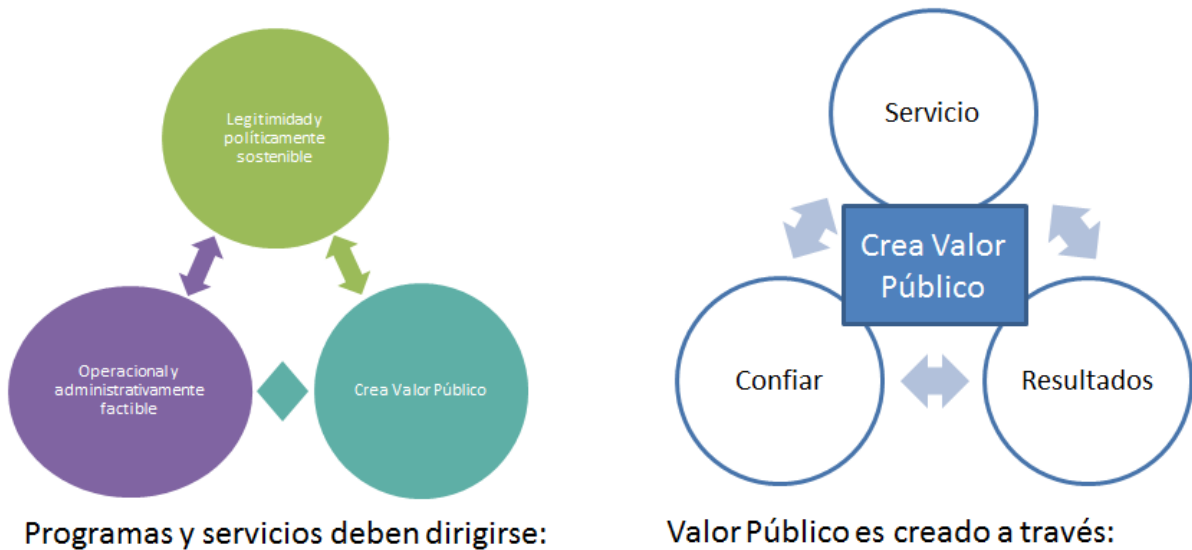 Legitimidad y
políticamente
sostenible
Operacional y
administrativamente
factible
Crea Valor Público
Programas y servicios deben dirigirse:
Servicio
Crea Valor
Público
Confiar
Resultados
Valor Público es creado a través: